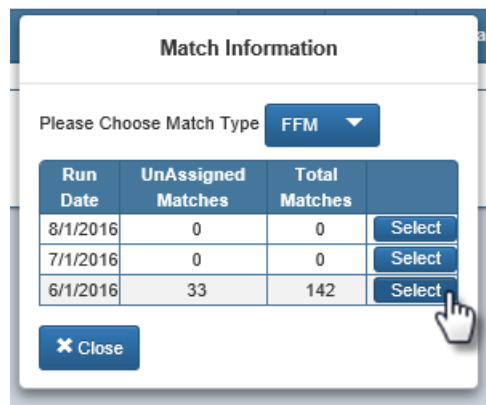 Match Information
Please Choose Match Type FFM
Run Date UnAssigned Matches Total Matches
8/1/2016 0 0 Select
7/1/2016 0 0 Select
6/1/2016 33 142 Select
Close